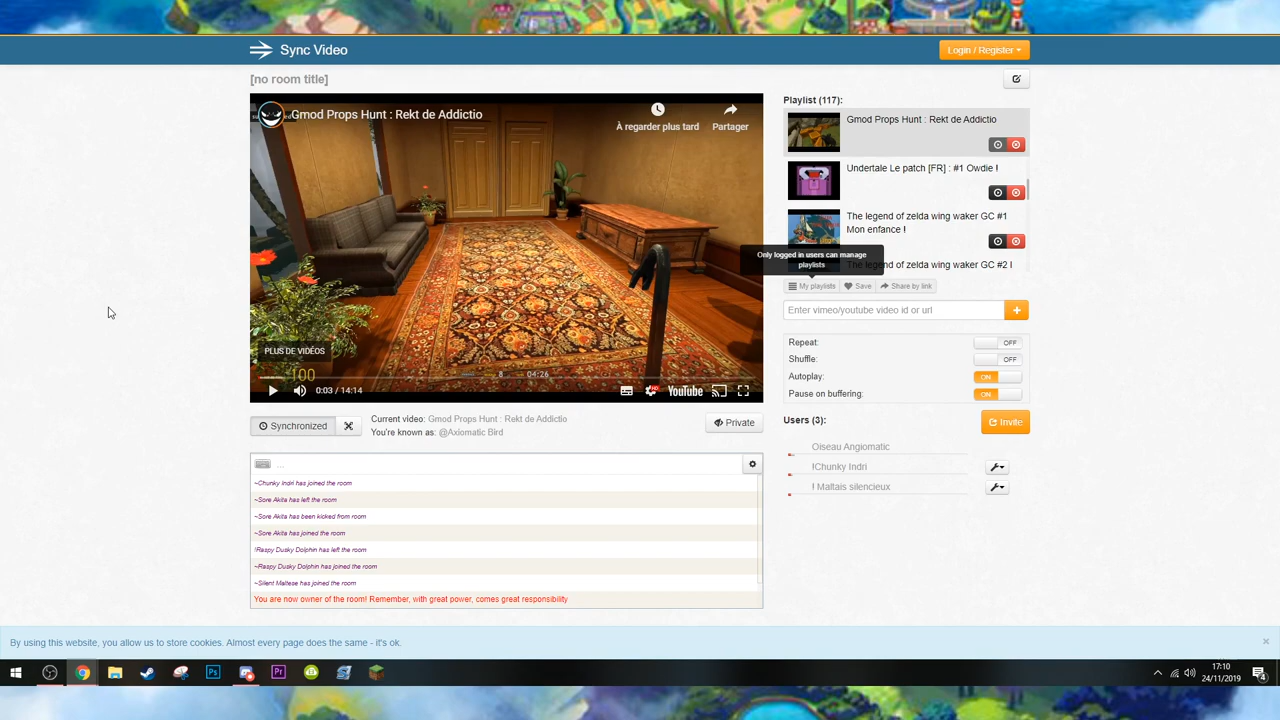 Sync Video
Login / Register
[no room title]
Gmod Props Hunt : Rekt de Addictio
À regarder plus tard
Partager
PLUS DE VIDÉOS
100
8
04:26
0:03 / 14:14
HD
YouTube
Playlist (117):
Gmod Props Hunt : Rekt de Addictio
Undertale Le patch [FR] : #1 Owdie !
The legend of zelda wing waker GC #1
Mon enfance !
The legend of zelda wing waker GC #2 I
Only logged in users can manage
playlists
My playlists
Save
Share by link
Enter vimeo/youtube video id or url
Repeat:
OFF
Shuffle:
OFF
Autoplay:
ON
Pause on buffering:
ON
Synchronized
Current video: Gmod Props Hunt : Rekt de Addictio
You're known as: @Axiomatic Bird
Private
Users (3):
Invite
Oiseau Angiomatic
!Chunky Indri
! Maltais silencieux
...
~Chunky Indri has joined the room
~Sore Akita has left the room
~Sore Akita has been kicked from room
~Sore Akita has joined the room
!Raspy Dusky Dolphin has left the room
~Raspy Dusky Dolphin has joined the room
~Silent Maltese has joined the room
You are now owner of the room! Remember, with great power, comes great responsibility
By using this website, you allow us to store cookies. Almost every page does the same - it's ok.
×
Ps
Pr
17:10
24/11/2019
4